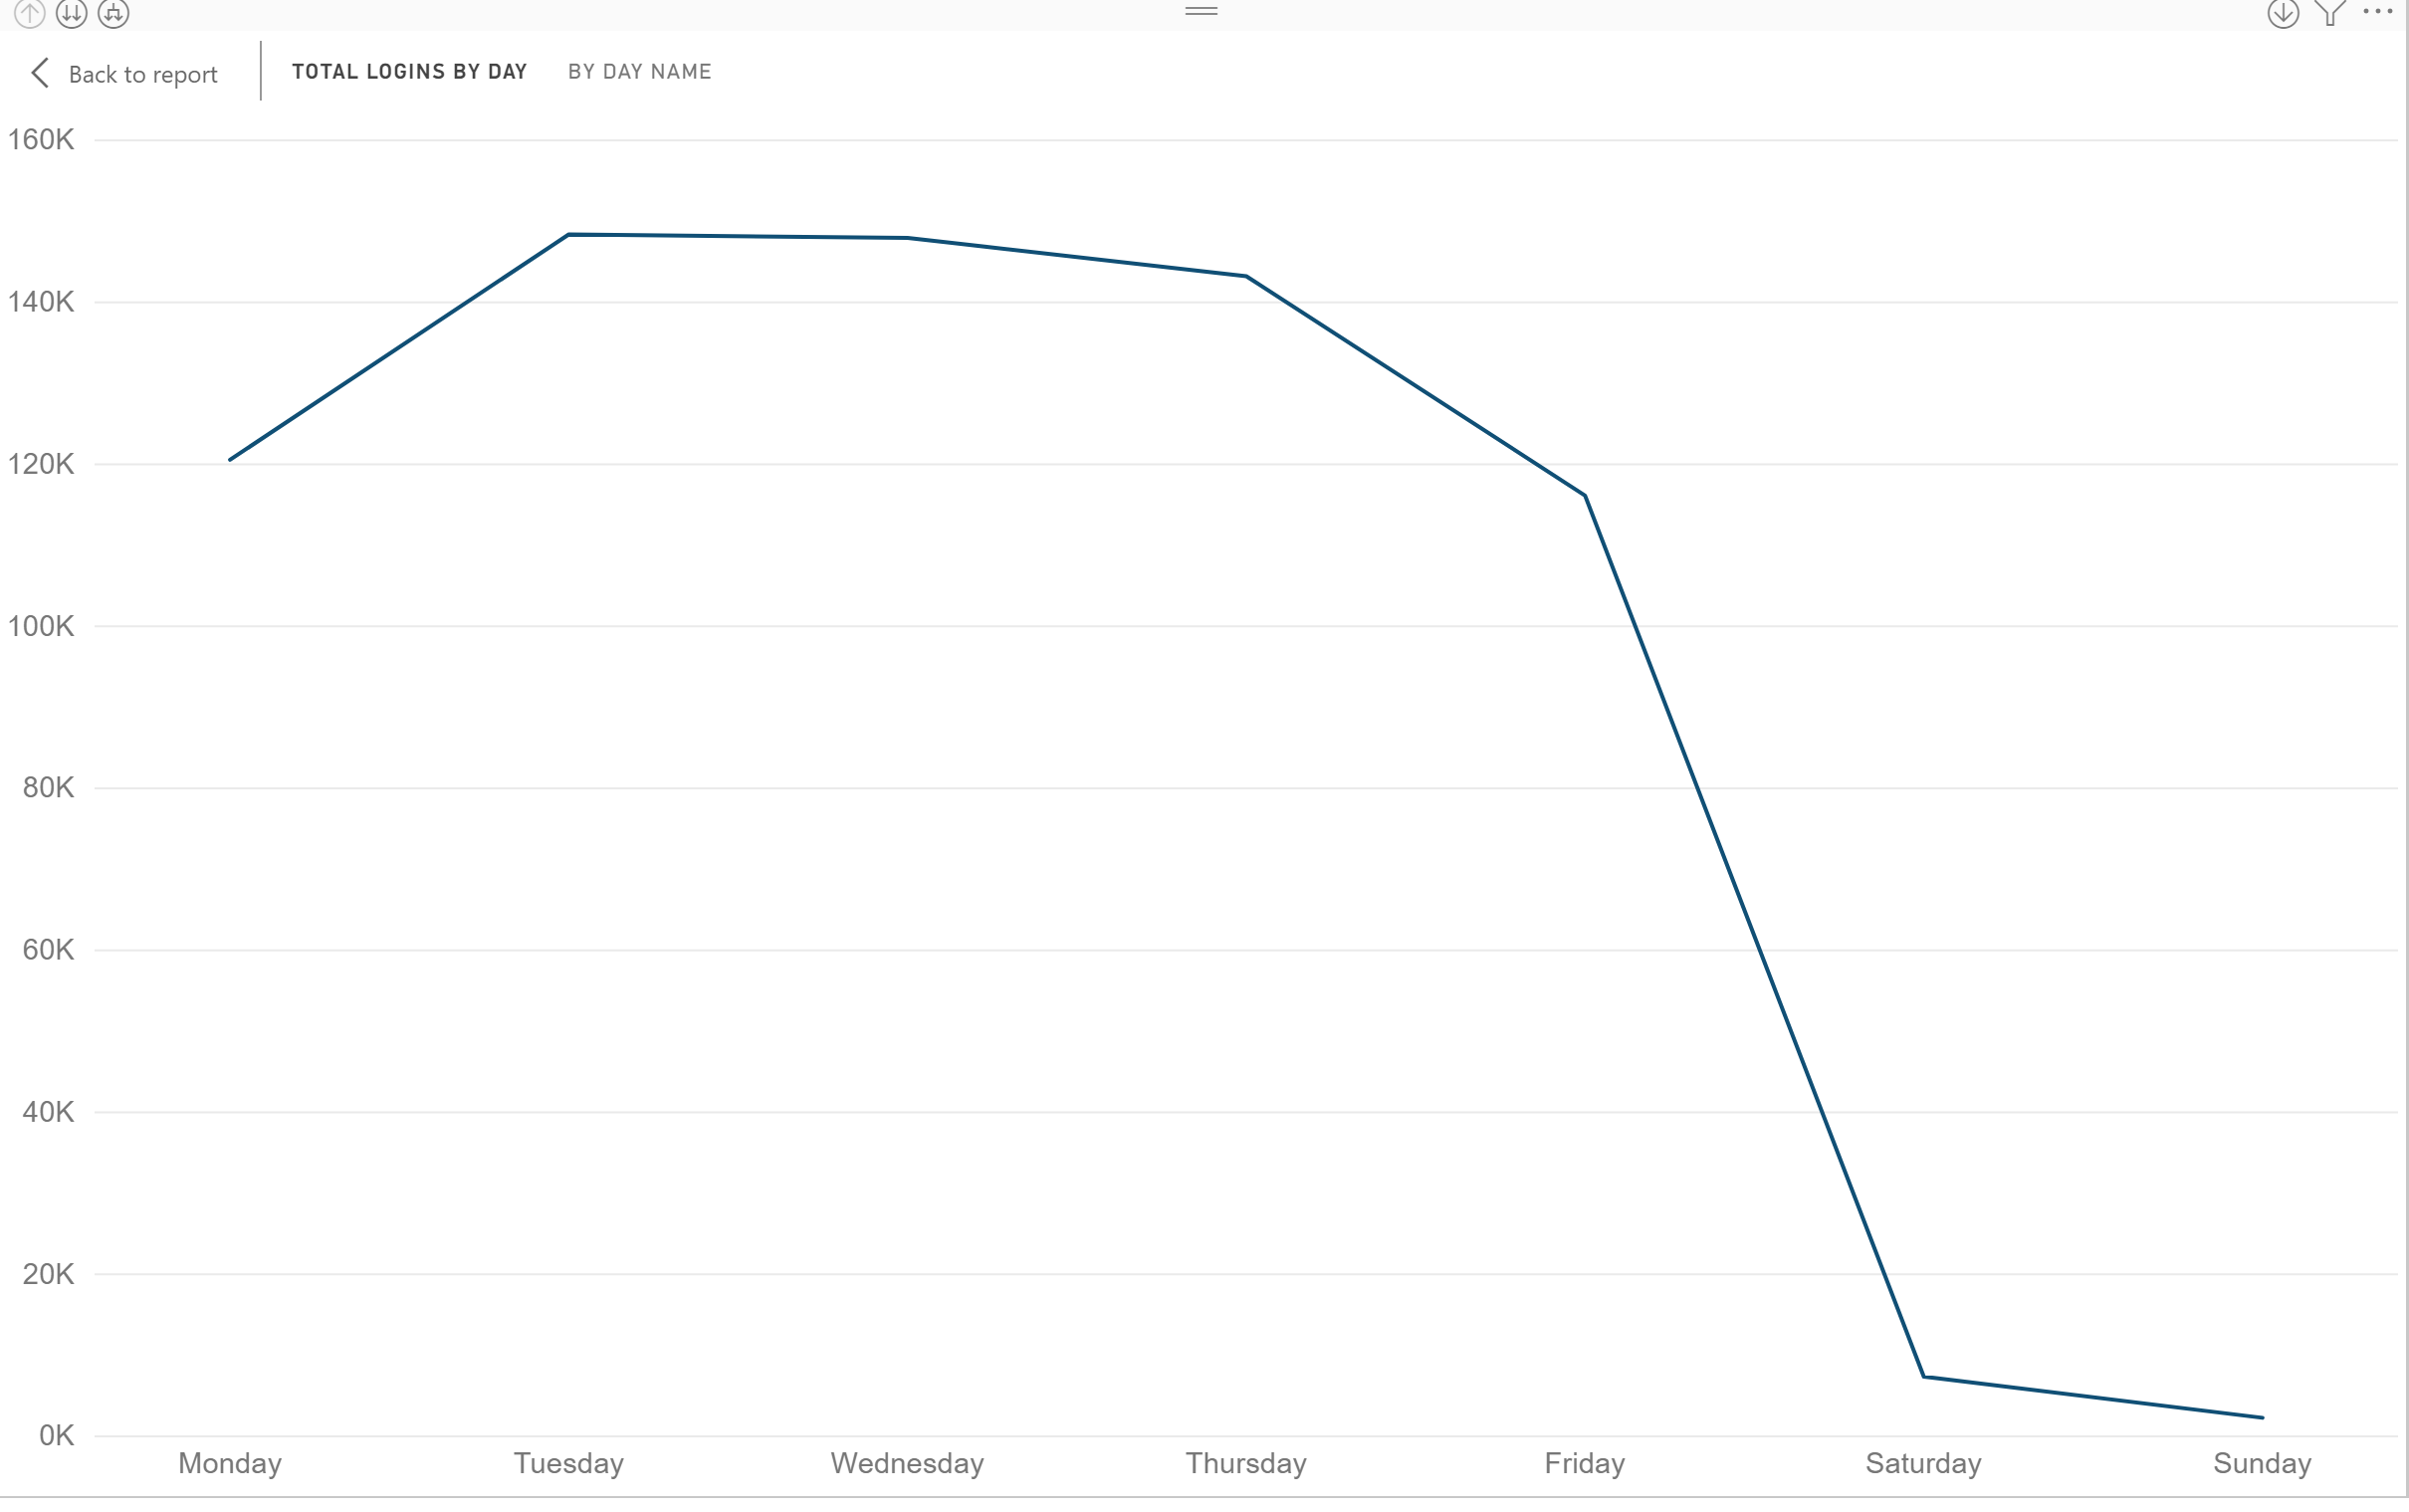 Back to report
TOTAL LOGINS BY DAY BY DAY NAME
160K
140K
120K
100K
80K
60K
40K
20K
0K
Monday Tuesday Wednesday Thursday Friday Saturday Sunday